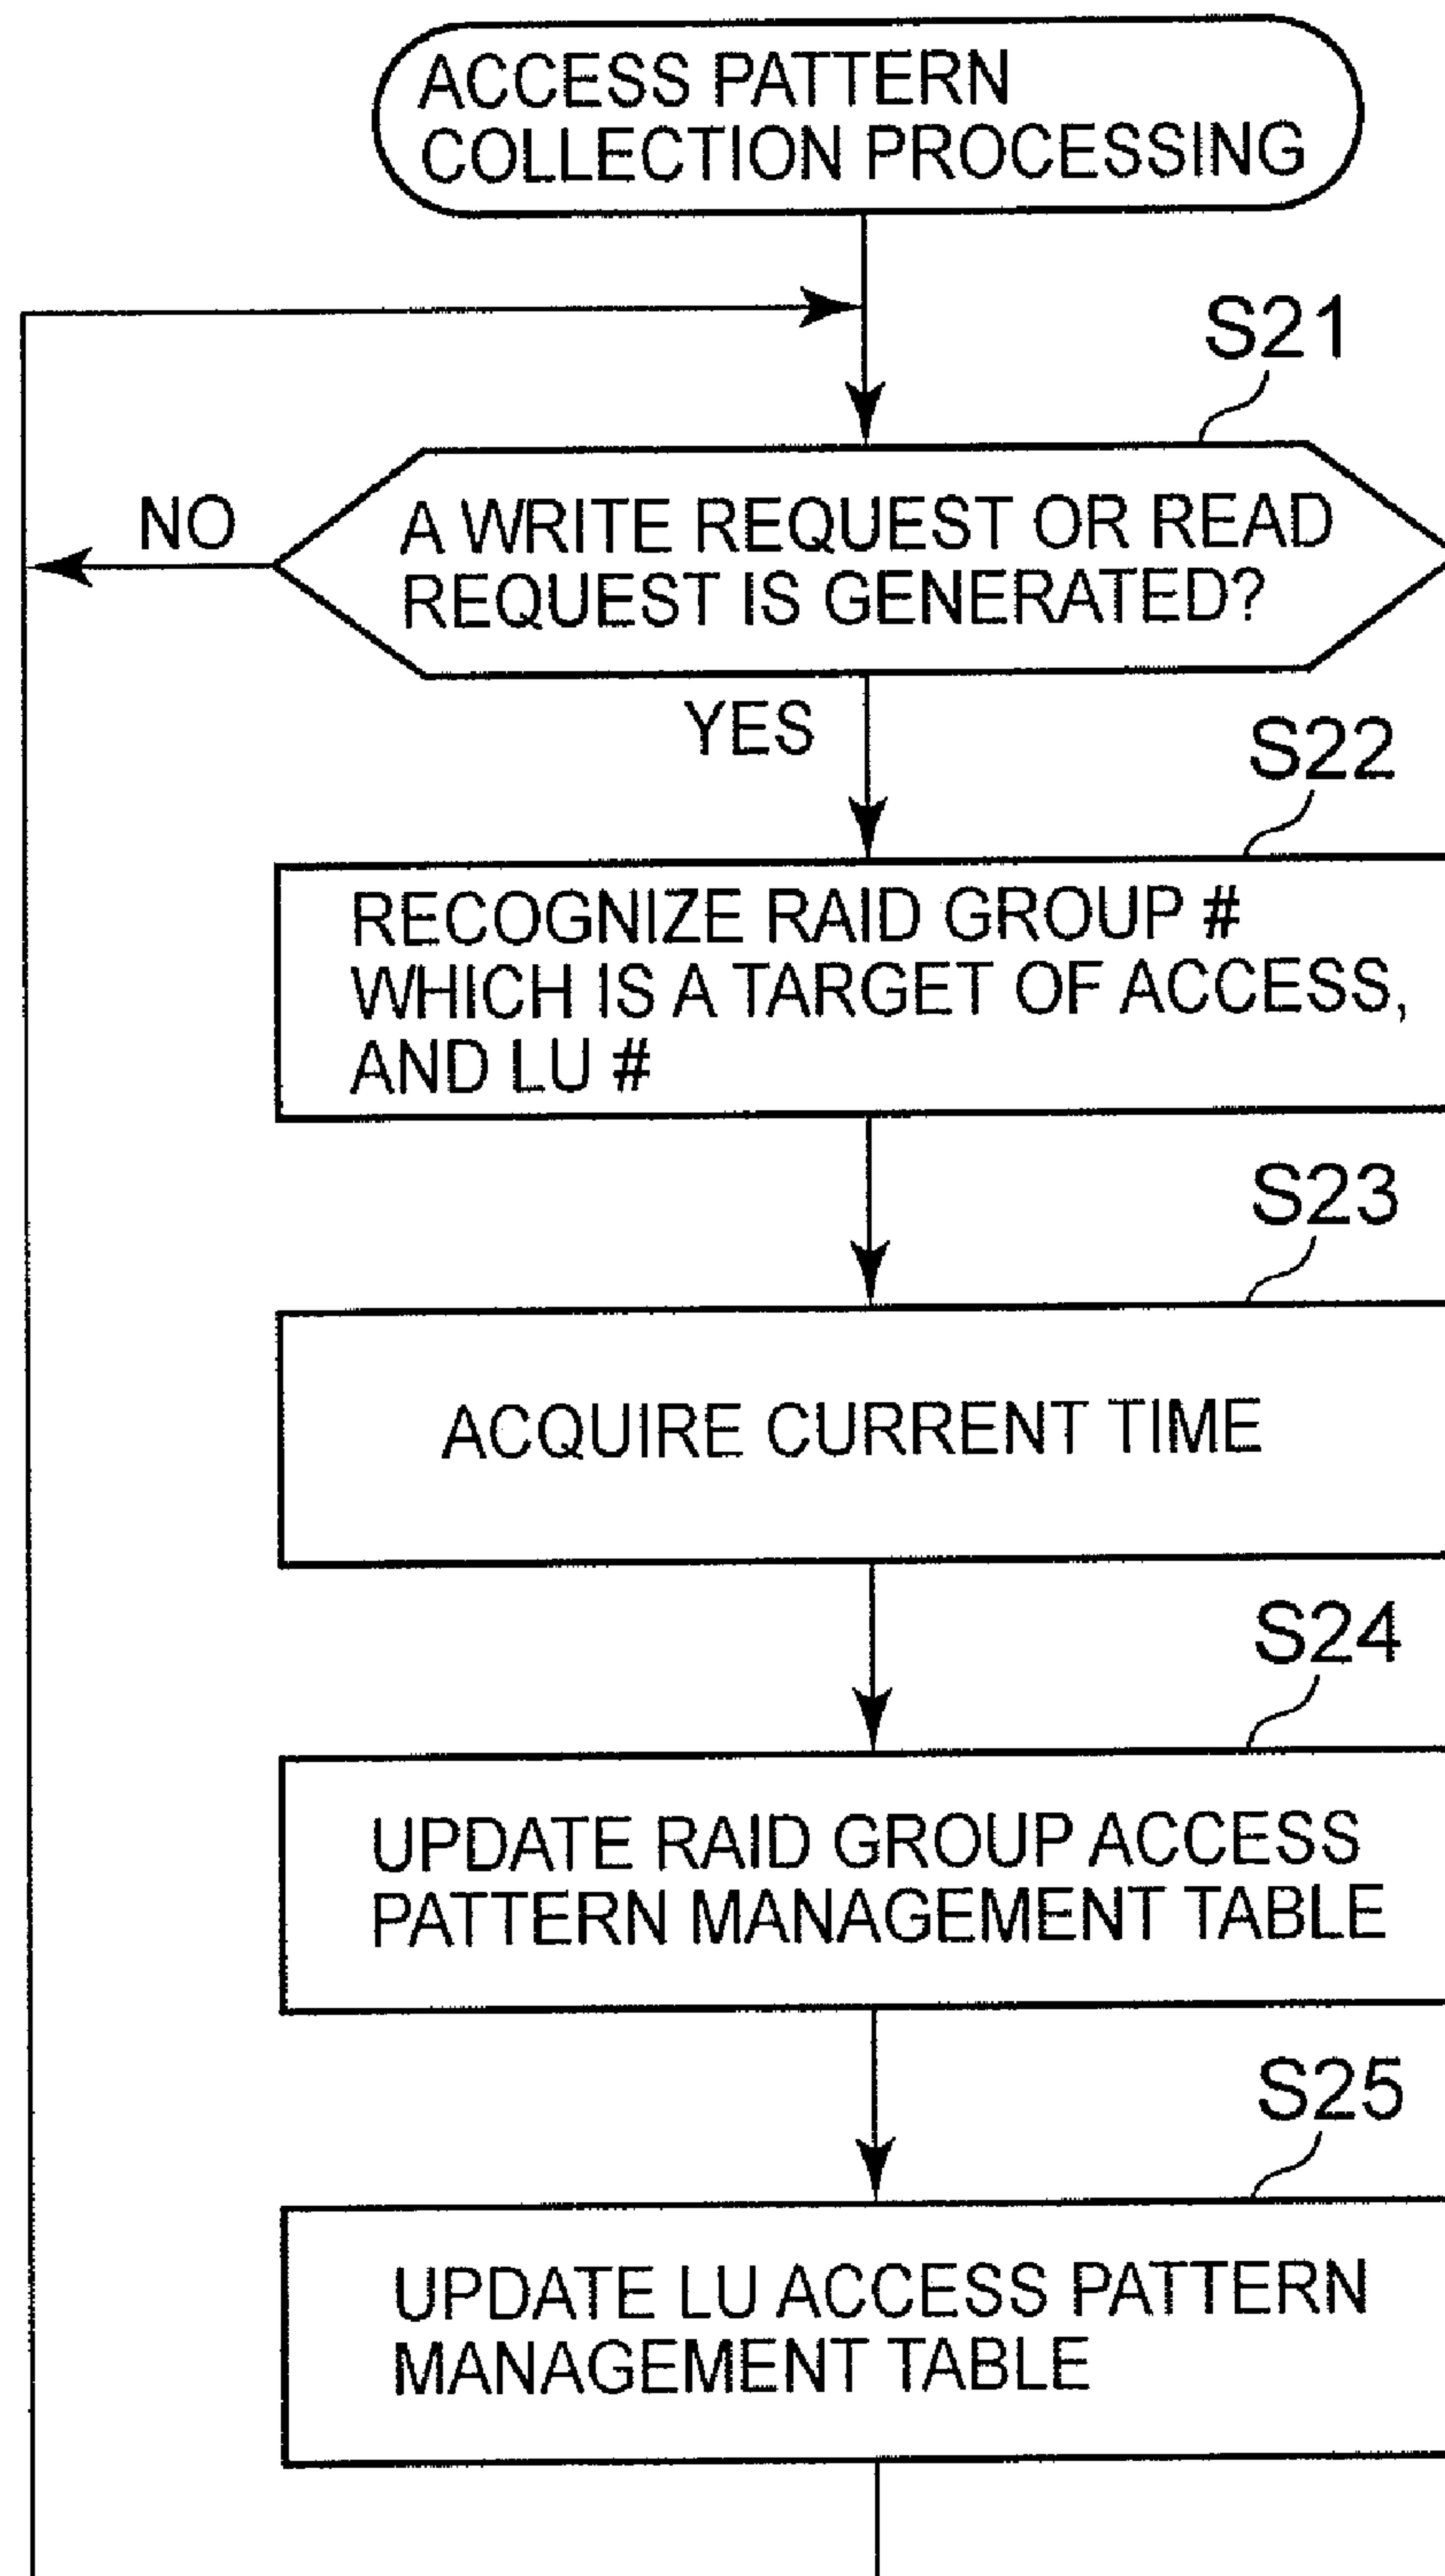 ACCESS PATTERN
COLLECTION PROCESSING
S21
NO
A WRITE REQUEST OR READ
REQUEST IS GENERATED?
YES
S22
RECOGNIZE RAID GROUP #
WHICH IS A TARGET OF ACCESS,
AND LU #
S23
ACQUIRE CURRENT TIME
S24
UPDATE RAID GROUP ACCESS
PATTERN MANAGEMENT TABLE
S25
UPDATE LU ACCESS PATTERN
MANAGEMENT TABLE